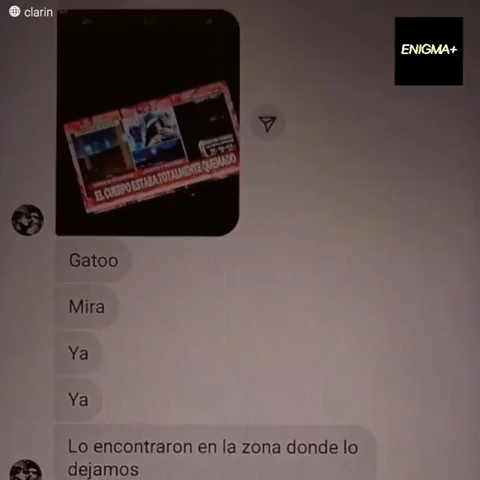 clarin
ENIGMA+
EL CUERPO ESTABA TOTALMENTE QUEMADO
Gatoo
Mira
Ya
Ya
Lo encontraron en la zona donde lo
dejamos